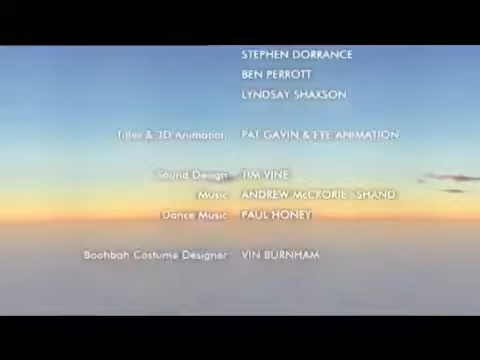 STEPHEN DORRANCE
BEN PERROTT
LYNDSAY SHAKSON
Titles & 3D Animation PAT GAVIN & EYE ANIMATION
Sound Design TIM VINE
Music ANDREW McCRORIE-SHAND
Dance Music PAUL HONEY
Boohbah Costume Designer VIN BURNHAM